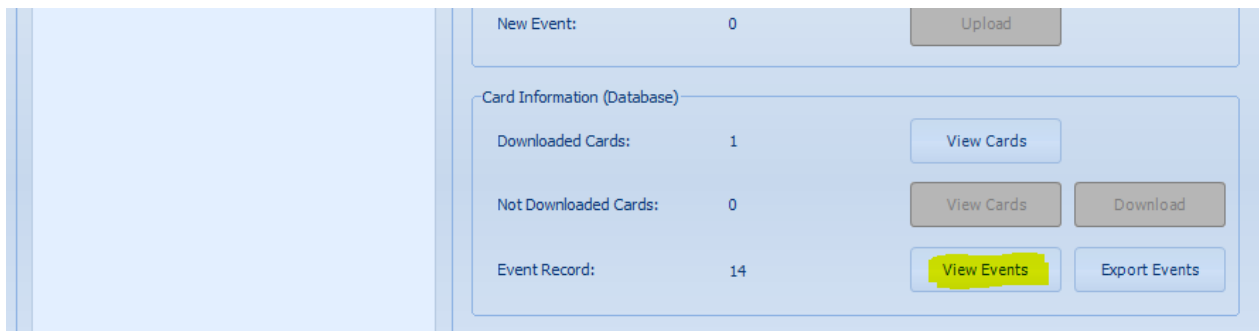 New Event: 0 Upload
Card Information (Database)
Downloaded Cards: 1 View Cards
Not Downloaded Cards: 0 View Cards Download
Event Record: 14 View Events Export Events